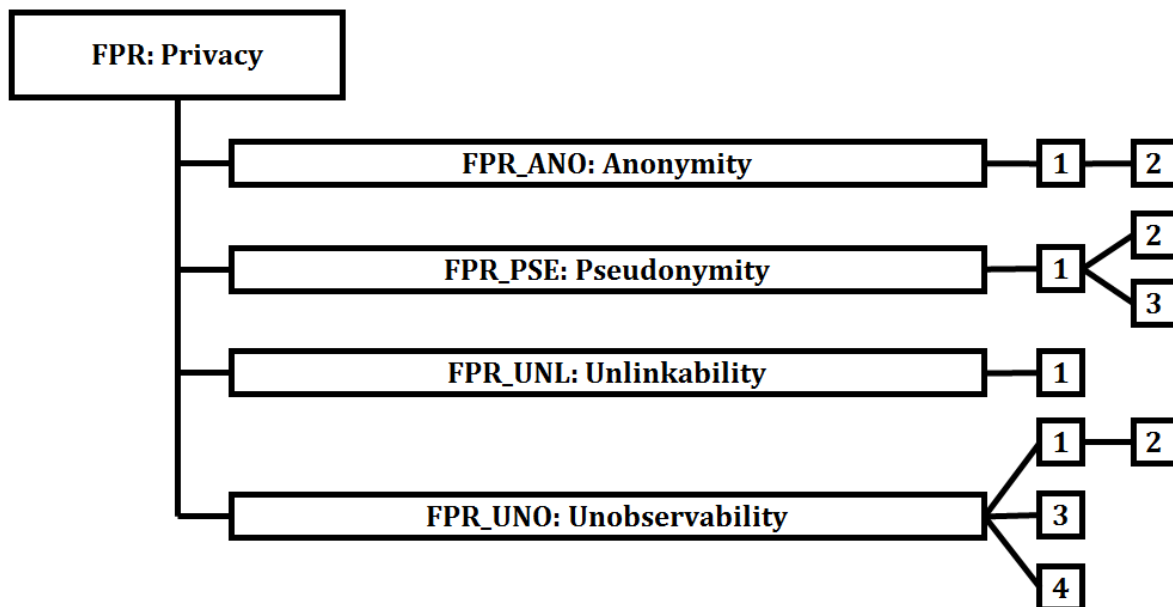 FPR: Privacy
FPR_ANO: Anonymity 1 2
2
FPR_PSE: Pseudonymity 1
3
FPR_UNL: Unlinkability 1
1 2
FPR_UNO: Unobservability 3
4